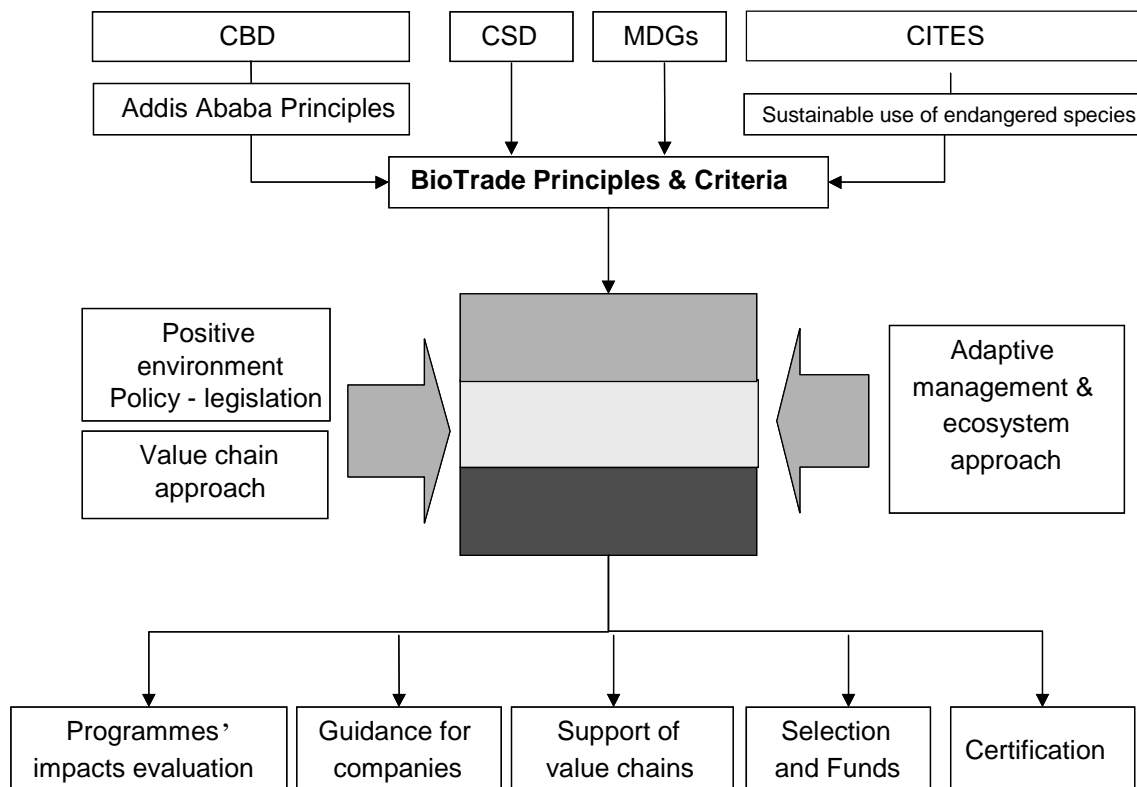 CBD
CSD
MDGs
CITES
Addis Ababa Principles
Sustainable use of endangered species
BioTrade Principles & Criteria
Positive
environment
Policy - legislation
Value chain
approach
Adaptive
management &
ecosystem
approach
Programmes’
impacts evaluation
Guidance for
companies
Support of
value chains
Selection
and Funds
Certification